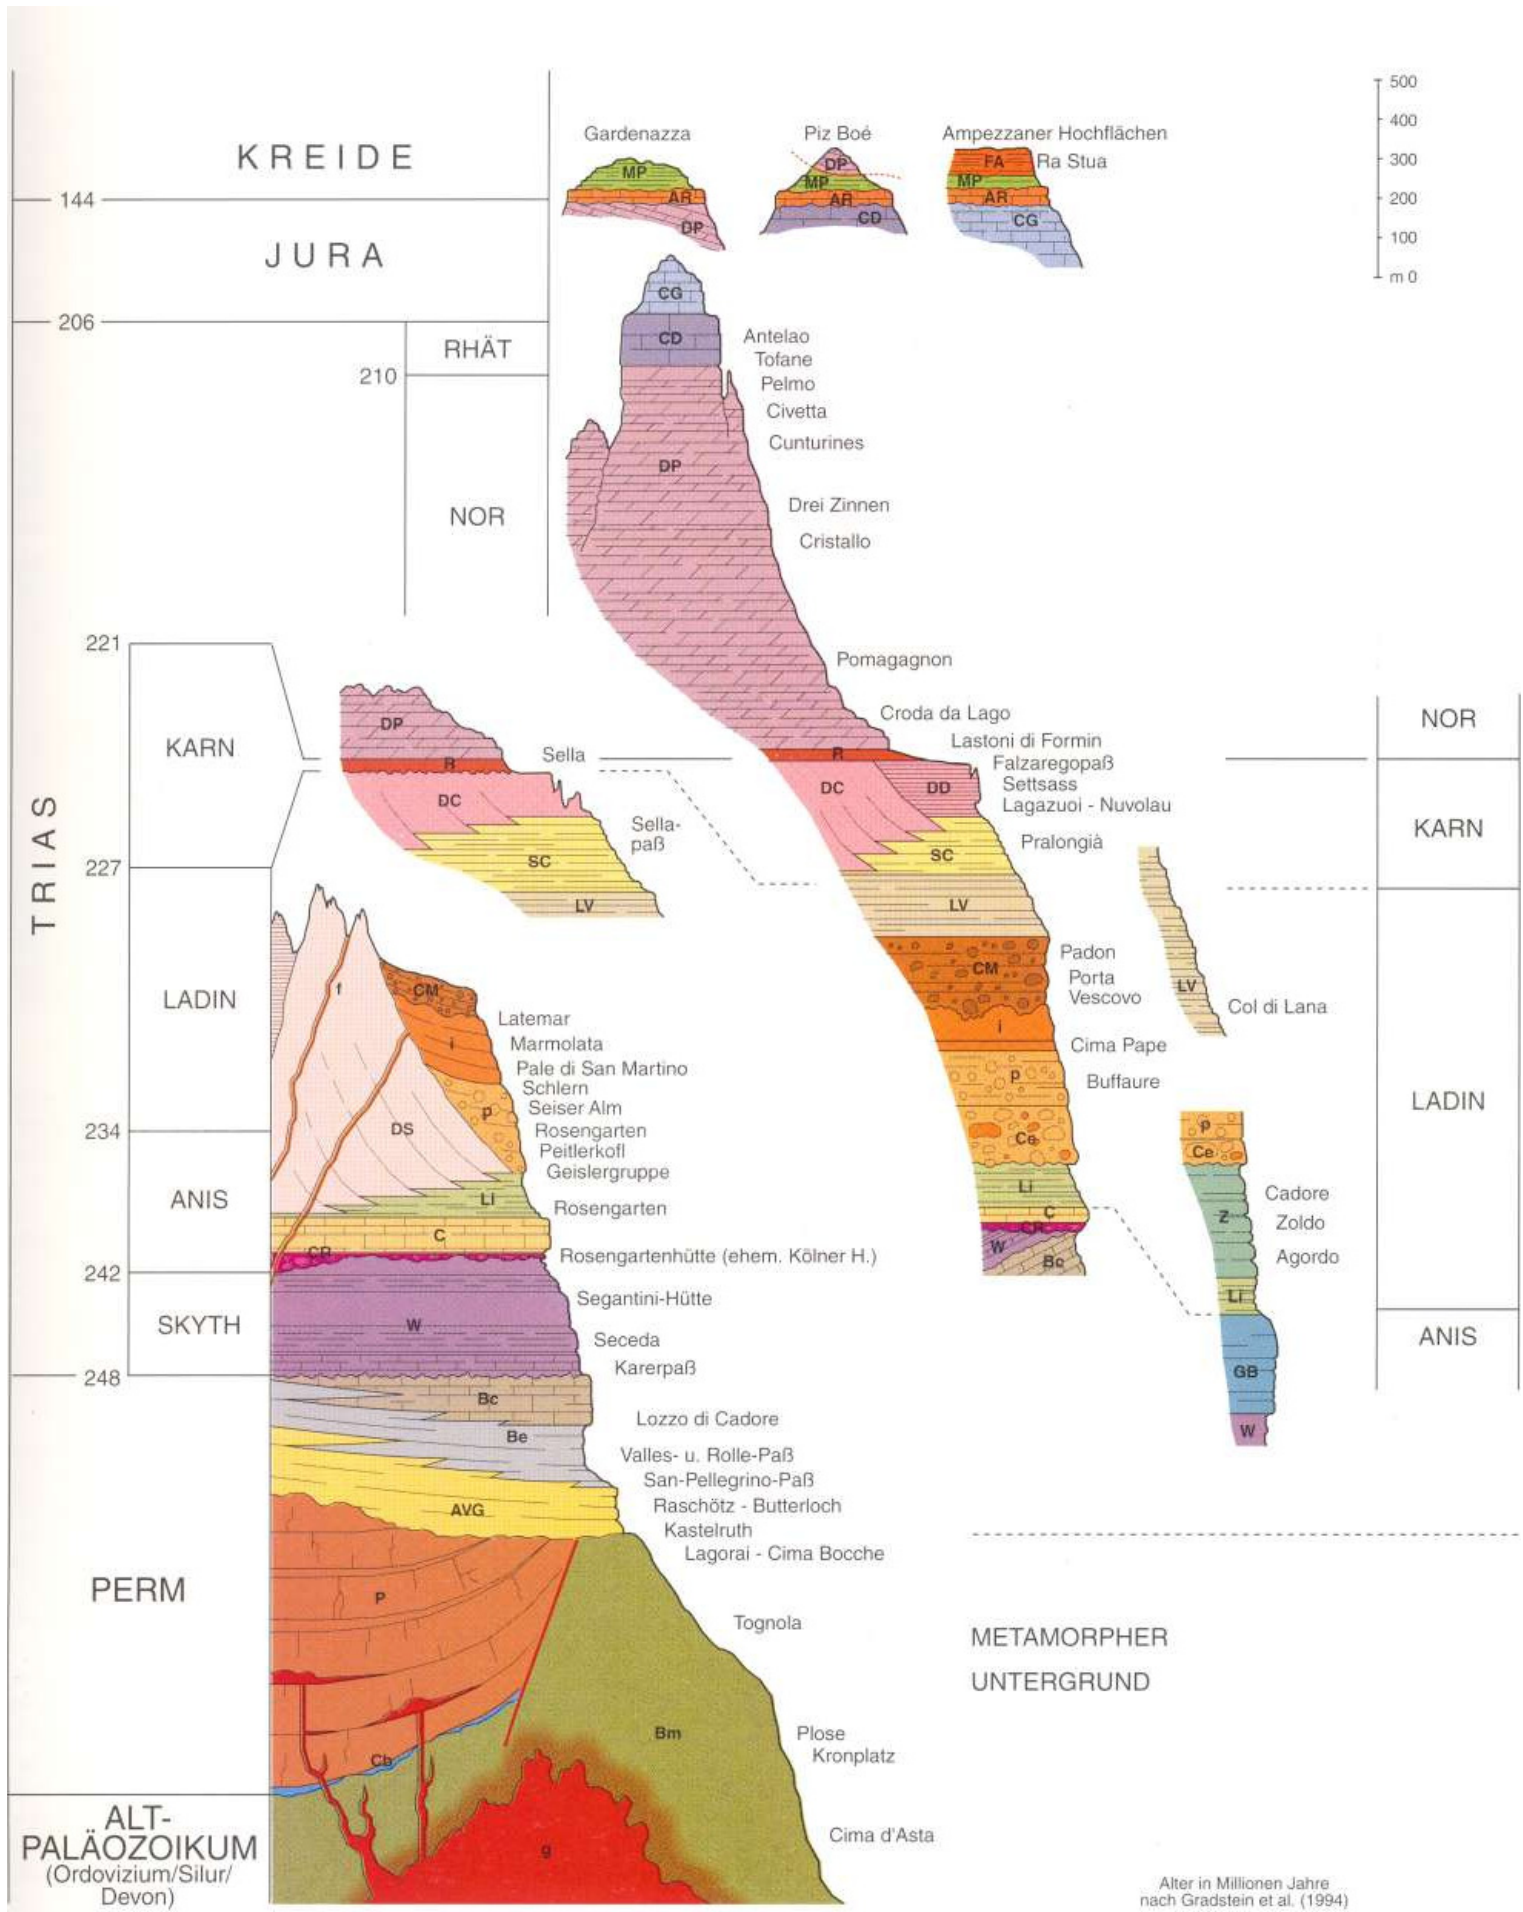 KREIDE
144
JURA
206
RHÄT
210
NOR
221
KARN
227
LADIN
234
ANIS
242
SKYTH
248
TRIAS
PERM
ALT-
PALÄOZOIKUM
(Ordovizium/Silur/
Devon)
Gardenazza
MP
AR
DP
Piz Boé
DP
MP
AR
CD
Ampezzaner Hochflächen
FA
Ra Stua
MP
AR
CG
500
400
300
200
100
m 0
CG
CD
DP
Antelao
Tofane
Pelmo
Civetta
Cunturines
Drei Zinnen
Cristallo
Pomagagnon
Croda da Lago
Lastoni di Formin
Falzaregopaß
Settsass
Lagazuoi - Nuvolau
Pralongià
R
DC
DD
SC
LV
CM
i
p
Ce
Li
C
CR
W
Bc
Padon
Porta
Vescovo
Cima Pape
Buffaure
DP
R
Sella
DC
Sella-
paß
SC
LV
f
CM
i
p
DS
Li
C
CR
W
Bc
Be
AVG
P
Cb
Bm
g
Latemar
Marmolata
Pale di San Martino
Schlern
Seiser Alm
Rosengarten
Peitlerkofl
Geislergruppe
Rosengarten
Rosengartenhütte (ehem. Kölner H.)
Segantini-Hütte
Seceda
Karerpaß
Lozzo di Cadore
Valles- u. Rolle-Paß
San-Pellegrino-Paß
Raschötz - Butterloch
Kastelruth
Lagorai - Cima Bocche
Tognola
Plose
Kronplatz
Cima d'Asta
LV
Col di Lana
p
Ce
Z
Li
GB
W
Cadore
Zoldo
Agordo
NOR
KARN
LADIN
ANIS
METAMORPHER
UNTERGRUND
Alter in Millionen Jahre
nach Gradstein et al. (1994)